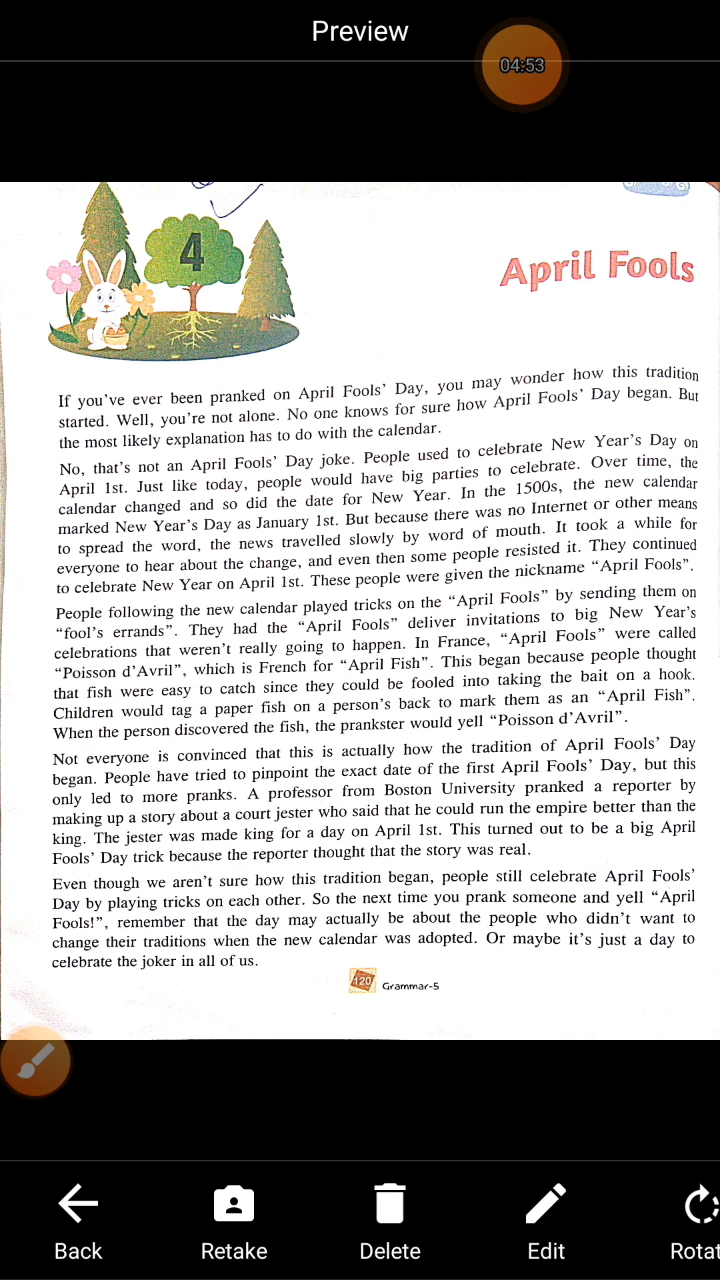 Preview
04:53
4
April Fools
If you've ever been pranked on April Fools' Day, you may wonder how this tradition
started. Well, you're not alone. No one knows for sure how April Fools' Day began. But
the most likely explanation has to do with the calendar.
No, that's not an April Fools' Day joke. People used to celebrate New Year's Day on
April 1st. Just like today, people would have big parties to celebrate. Over time, the
calendar changed and so did the date for New Year. In the 1500s, the new calendar
marked New Year's Day as January 1st. But because there was no Internet or other means
to spread the word, the news travelled slowly by word of mouth. It took a while for
everyone to hear about the change, and even then some people resisted it. They continued
to celebrate New Year on April 1st. These people were given the nickname “April Fools”.
People following the new calendar played tricks on the “April Fools” by sending them on
“fool's errands”. They had the “April Fools” deliver invitations to big New Year's
celebrations that weren't really going to happen. In France, “April Fools” were called
“Poisson d'Avril”, which is French for “April Fish”. This began because people thought
that fish were easy to catch since they could be fooled into taking the bait on a hook.
Children would tag a paper fish on a person's back to mark them as an “April Fish”.
When the person discovered the fish, the prankster would yell “Poisson d'Avril”.
Not everyone is convinced that this is actually how the tradition of April Fools' Day
began. People have tried to pinpoint the exact date of the first April Fools' Day, but this
only led to more pranks. A professor from Boston University pranked a reporter by
making up a story about a court jester who said that he could run the empire better than the
king. The jester was made king for a day on April 1st. This turned out to be a big April
Fools' Day trick because the reporter thought that the story was real.
Even though we aren't sure how this tradition began, people still celebrate April Fools'
Day by playing tricks on each other. So the next time you prank someone and yell “April
Fools!”, remember that the day may actually be about the people who didn't want to
change their traditions when the new calendar was adopted. Or maybe it's just a day to
celebrate the joker in all of us.
120 Grammar-5
Back Retake Delete Edit Rotat